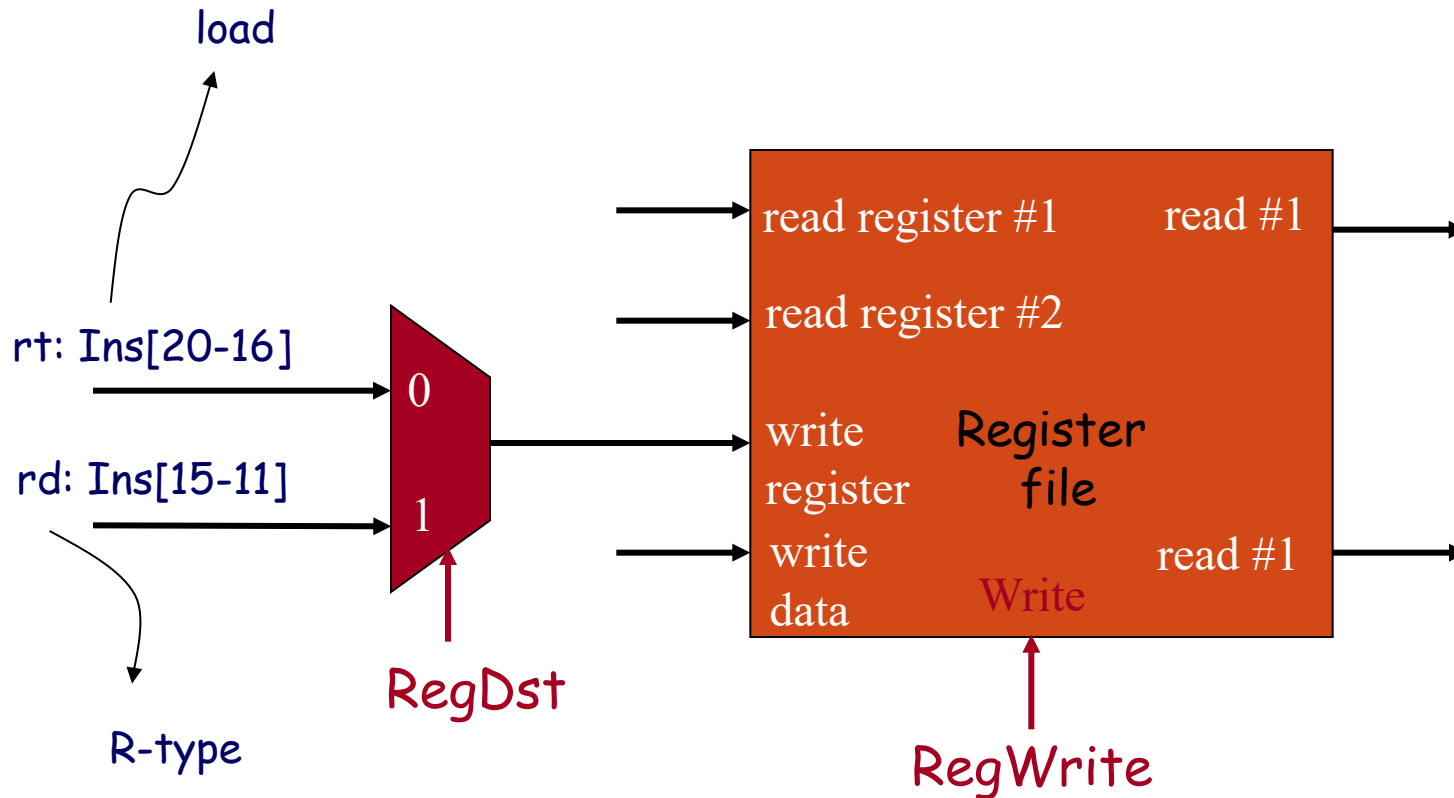 load
read register #1
read #1
read register #2
rt: Ins[20-16]
0
write
register
Register
file
rd: Ins[15-11]
1
write
data
read #1
Write
RegDst
R-type
RegWrite